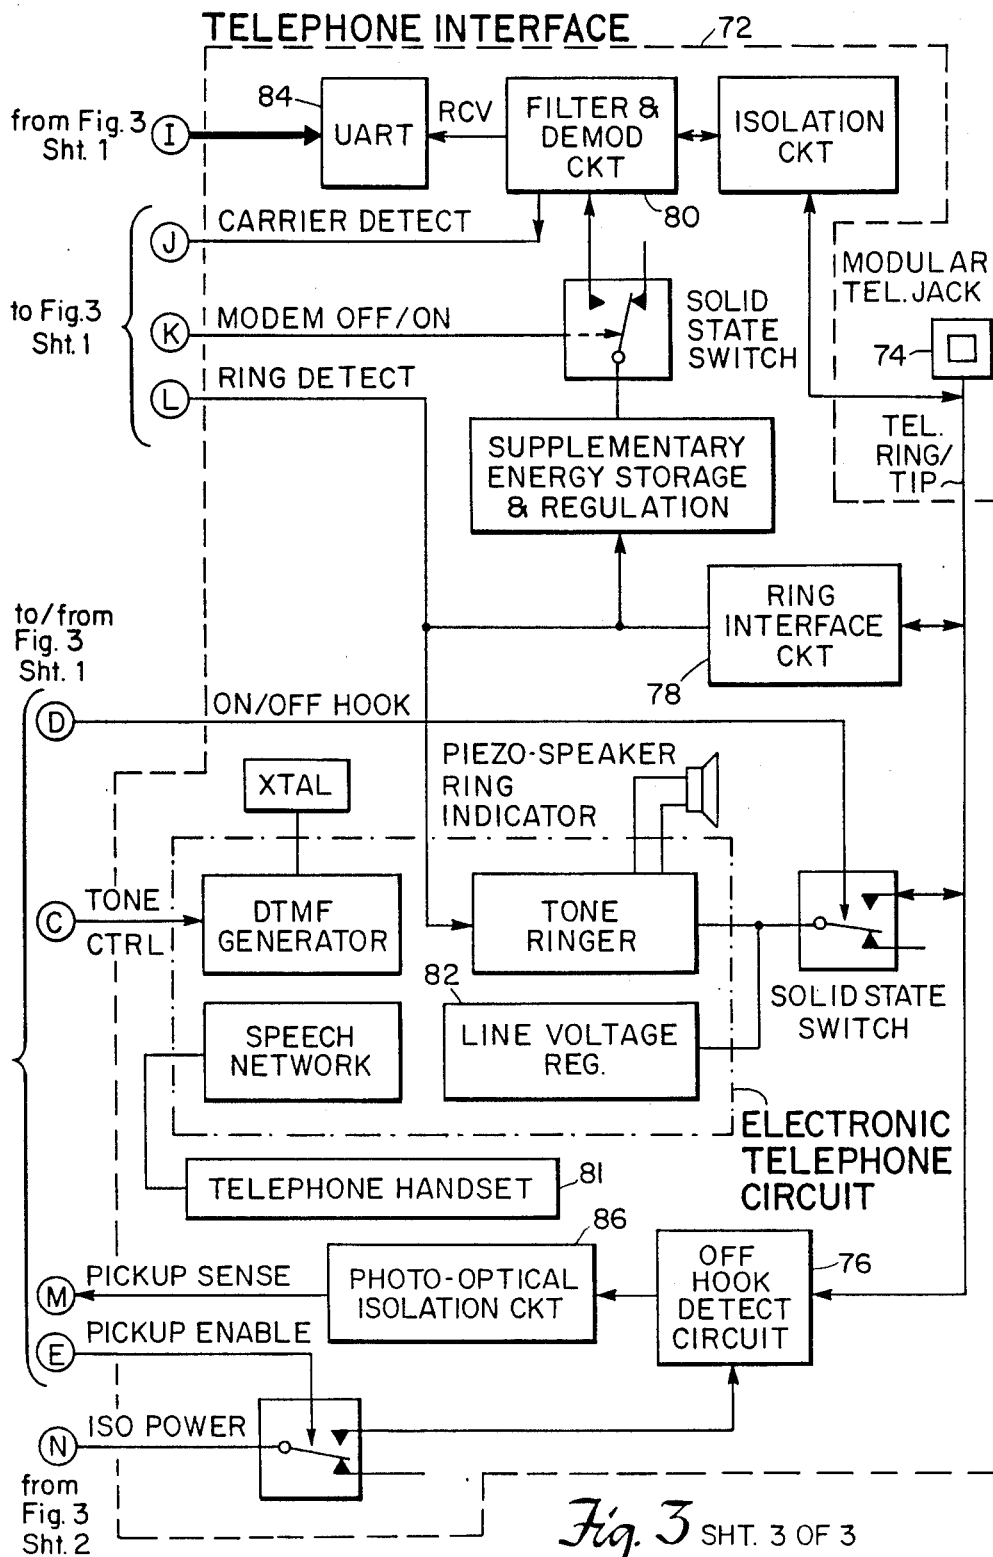 TELEPHONE INTERFACE
72
84
from Fig. 3
Sht. 1
I
UART
RCV
FILTER &
DEMOD
CKT
80
ISOLATION
CKT
J
CARRIER DETECT
to Fig.3
Sht. 1
K
MODEM OFF/ON
L
RING DETECT
SOLID
STATE
SWITCH
MODULAR
TEL. JACK
74
TEL.
RING/
TIP
SUPPLEMENTARY
ENERGY STORAGE
& REGULATION
RING
INTERFACE
CKT
78
to/from
Fig. 3
Sht. 1
D
ON/OFF HOOK
XTAL
PIEZO-SPEAKER
RING
INDICATOR
C
TONE
CTRL
DTMF
GENERATOR
TONE
RINGER
82
SPEECH
NETWORK
LINE VOLTAGE
REG.
SOLID STATE
SWITCH
ELECTRONIC
TELEPHONE
CIRCUIT
TELEPHONE HANDSET
81
86
M
PICKUP SENSE
PHOTO-OPTICAL
ISOLATION CKT
OFF
HOOK
DETECT
CIRCUIT
76
E
PICKUP ENABLE
N
ISO POWER
from
Fig. 3
Sht. 2
Fig. 3 SHT. 3 OF 3